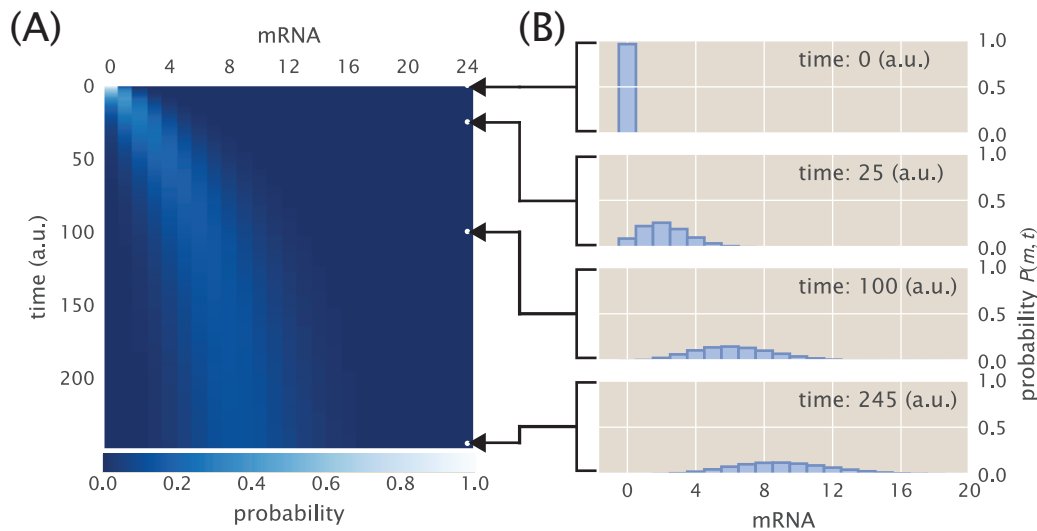 (A)
mRNA
0 4 8 12 16 20 24
0
50
100
150
200
time (a.u.)
0.0 0.2 0.4 0.6 0.8 1.0
probability
(B)
time: 0 (a.u.)
1.0
0.5
0.0
time: 25 (a.u.)
1.0
0.5
0.0
time: 100 (a.u.)
1.0
0.5
0.0
time: 245 (a.u.)
1.0
0.5
0.0
0 4 8 12 16 20
mRNA
probability P(m, t)